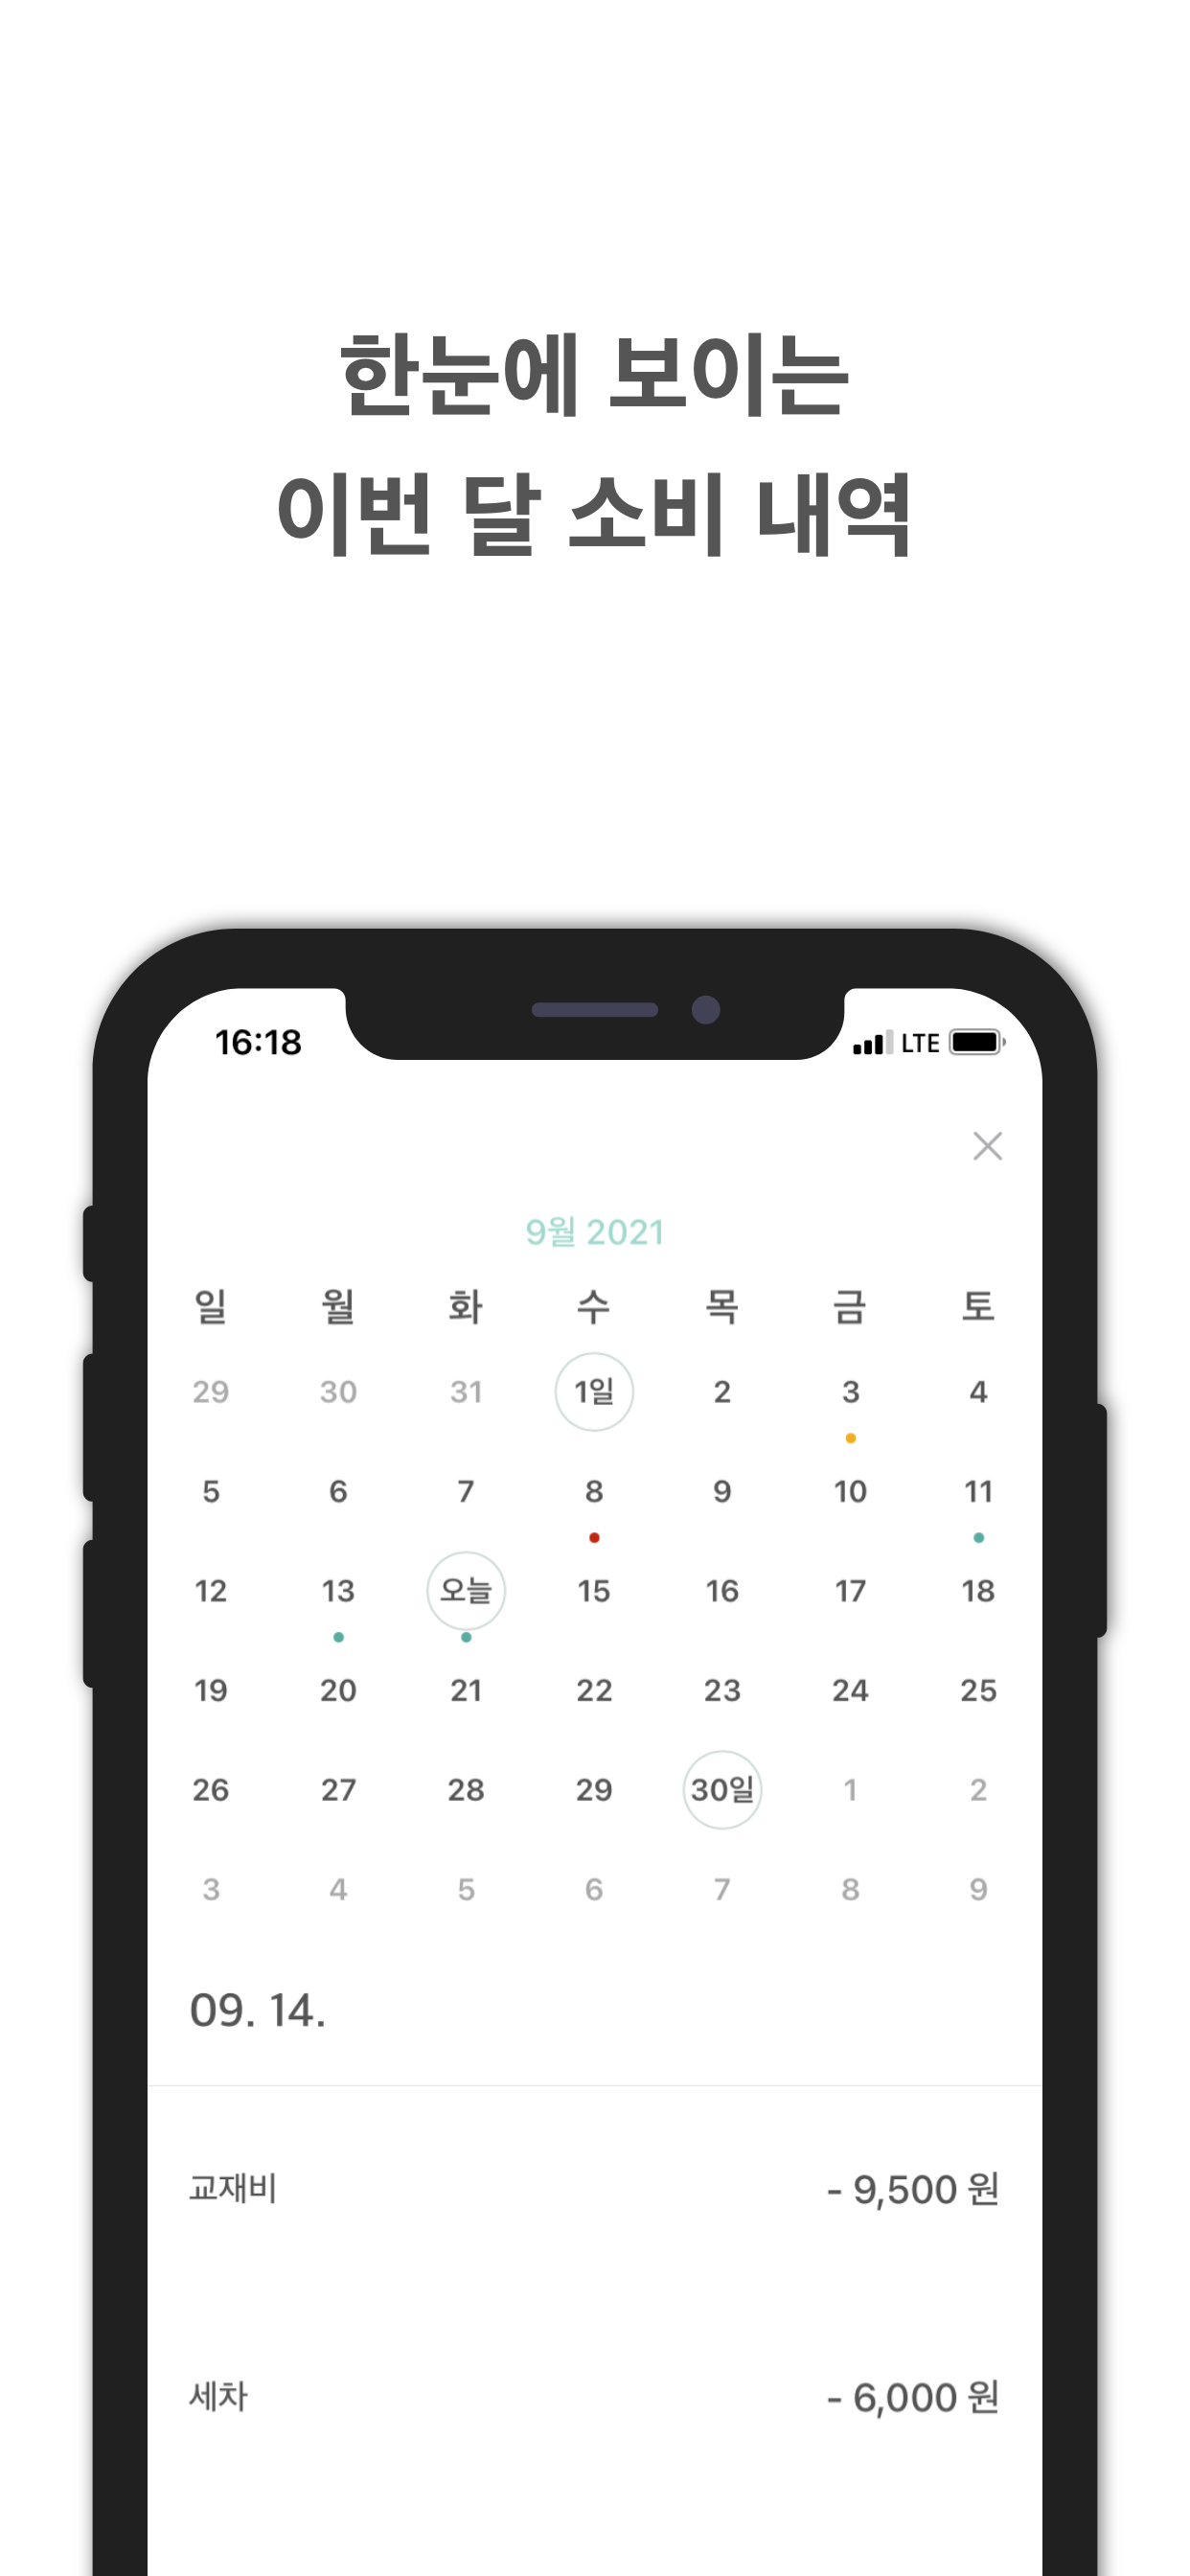 한눈에 보이는
이번 달 소비 내역
16:18 LTE
9월 2021
일 월 화 수 목 금 토
29 30 31 1일 2 3 4
5 6 7 8 9 10 11
12 13 오늘 15 16 17 18
19 20 21 22 23 24 25
26 27 28 29 30일 1 2
3 4 5 6 7 8 9
09. 14.
교재비 - 9,500 원
세차 - 6,000 원